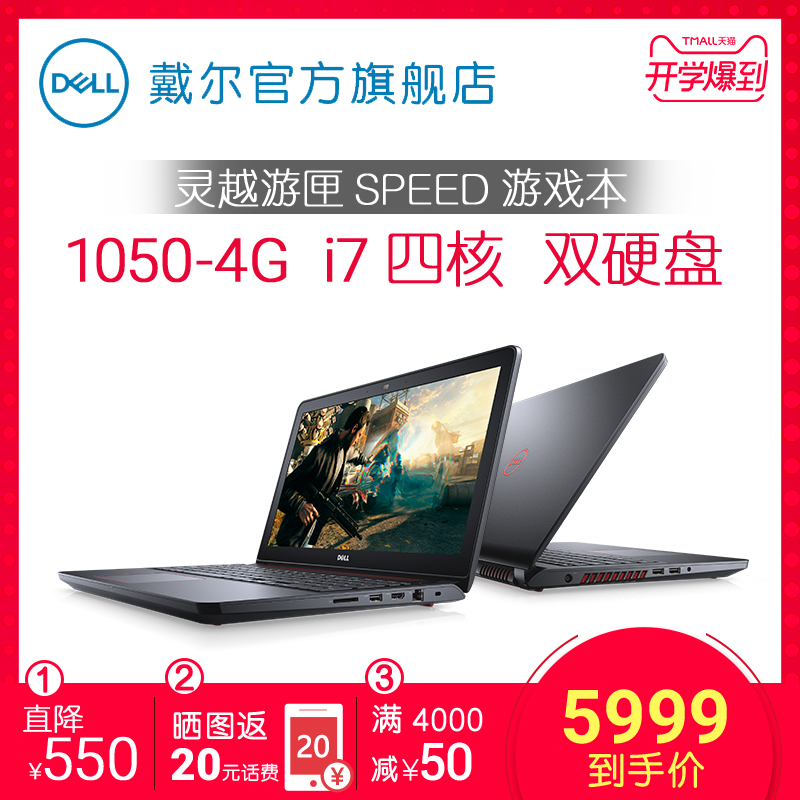 DELL 戴尔官方旗舰店
TMALL天猫
开学爆到
灵越游匣 SPEED 游戏本
1050-4G i7 四核 双硬盘
DELL
① 直降
¥550
② 晒图返
20元话费
20
¥
③ 满 4000
减¥50
5999
到手价